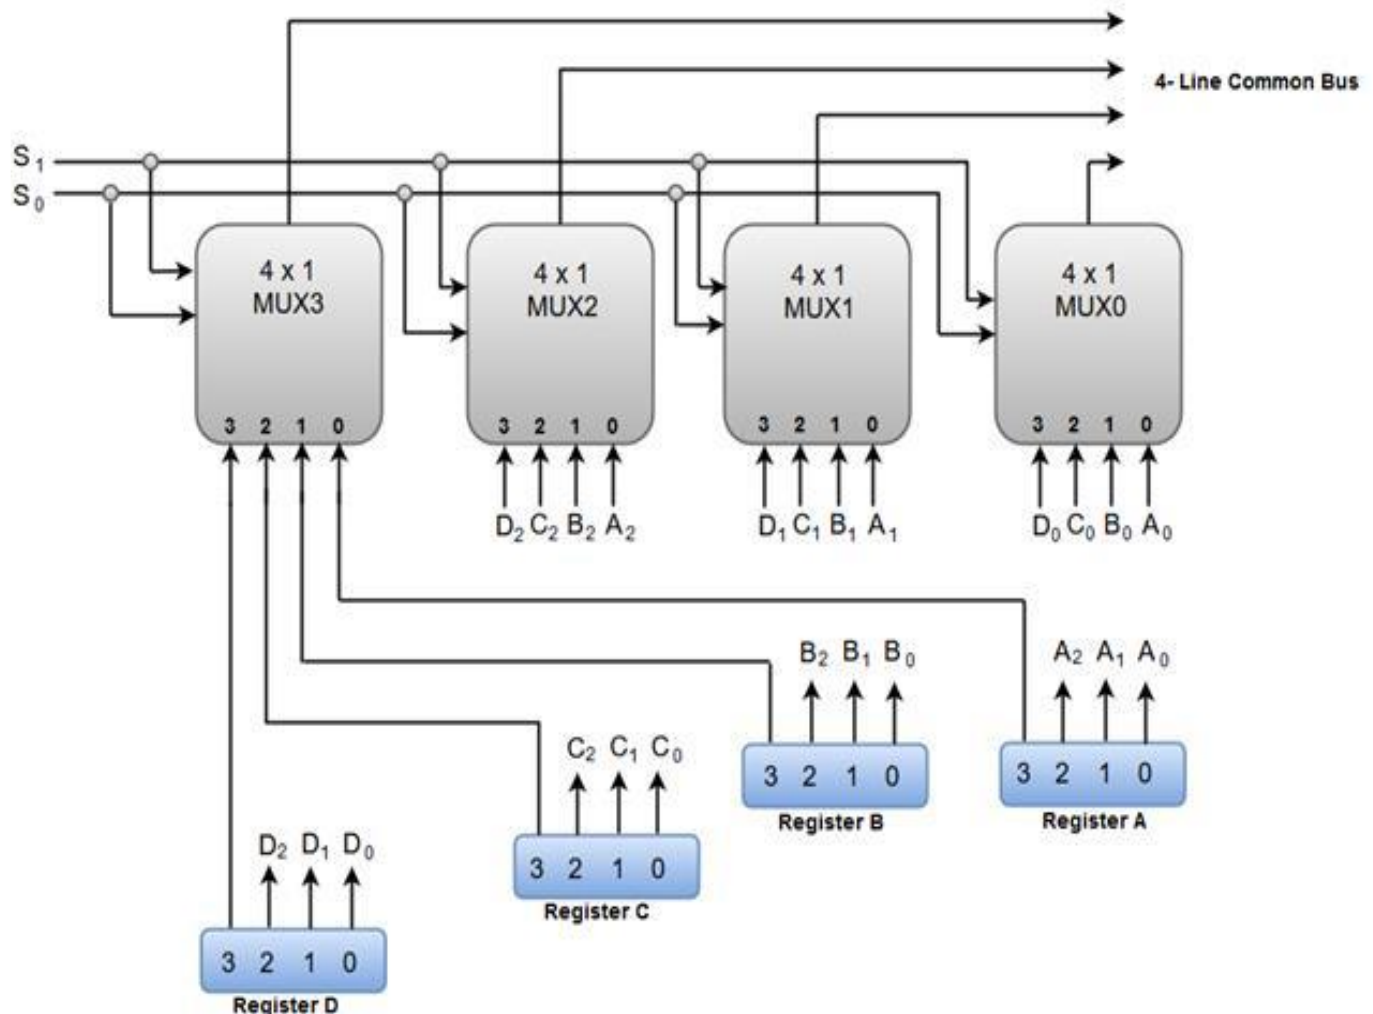 4- Line Common Bus
S₁
S₀
4 x 1 4 x 1 4 x 1 4 x 1
MUX3 MUX2 MUX1 MUX0
3 2 1 0 3 2 1 0 3 2 1 0 3 2 1 0
D₂ C₂ B₂ A₂ D₁ C₁ B₁ A₁ D₀ C₀ B₀ A₀
B₂ B₁ B₀ A₂ A₁ A₀
3 2 1 0 3 2 1 0
Register B Register A
C₂ C₁ C₀
3 2 1 0
Register C
D₂ D₁ D₀
3 2 1 0
Register D